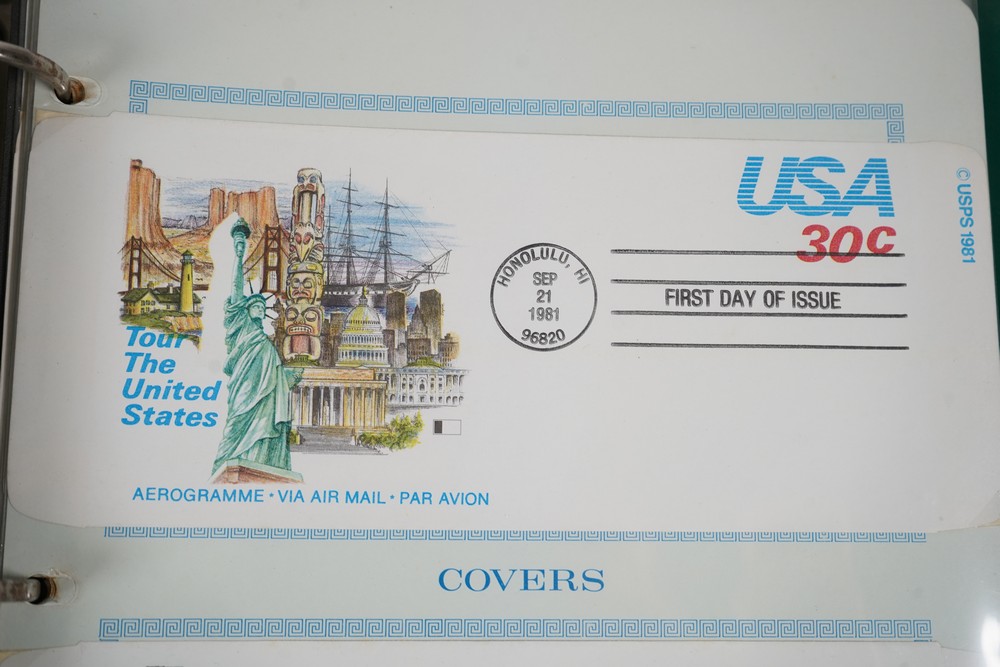 USA
30c
© USPS 1981
HONOLULU, HI
SEP
21
1981
96820
FIRST DAY OF ISSUE
Tour
The
United
States
AEROGRAMME * VIA AIR MAIL * PAR AVION
COVERS